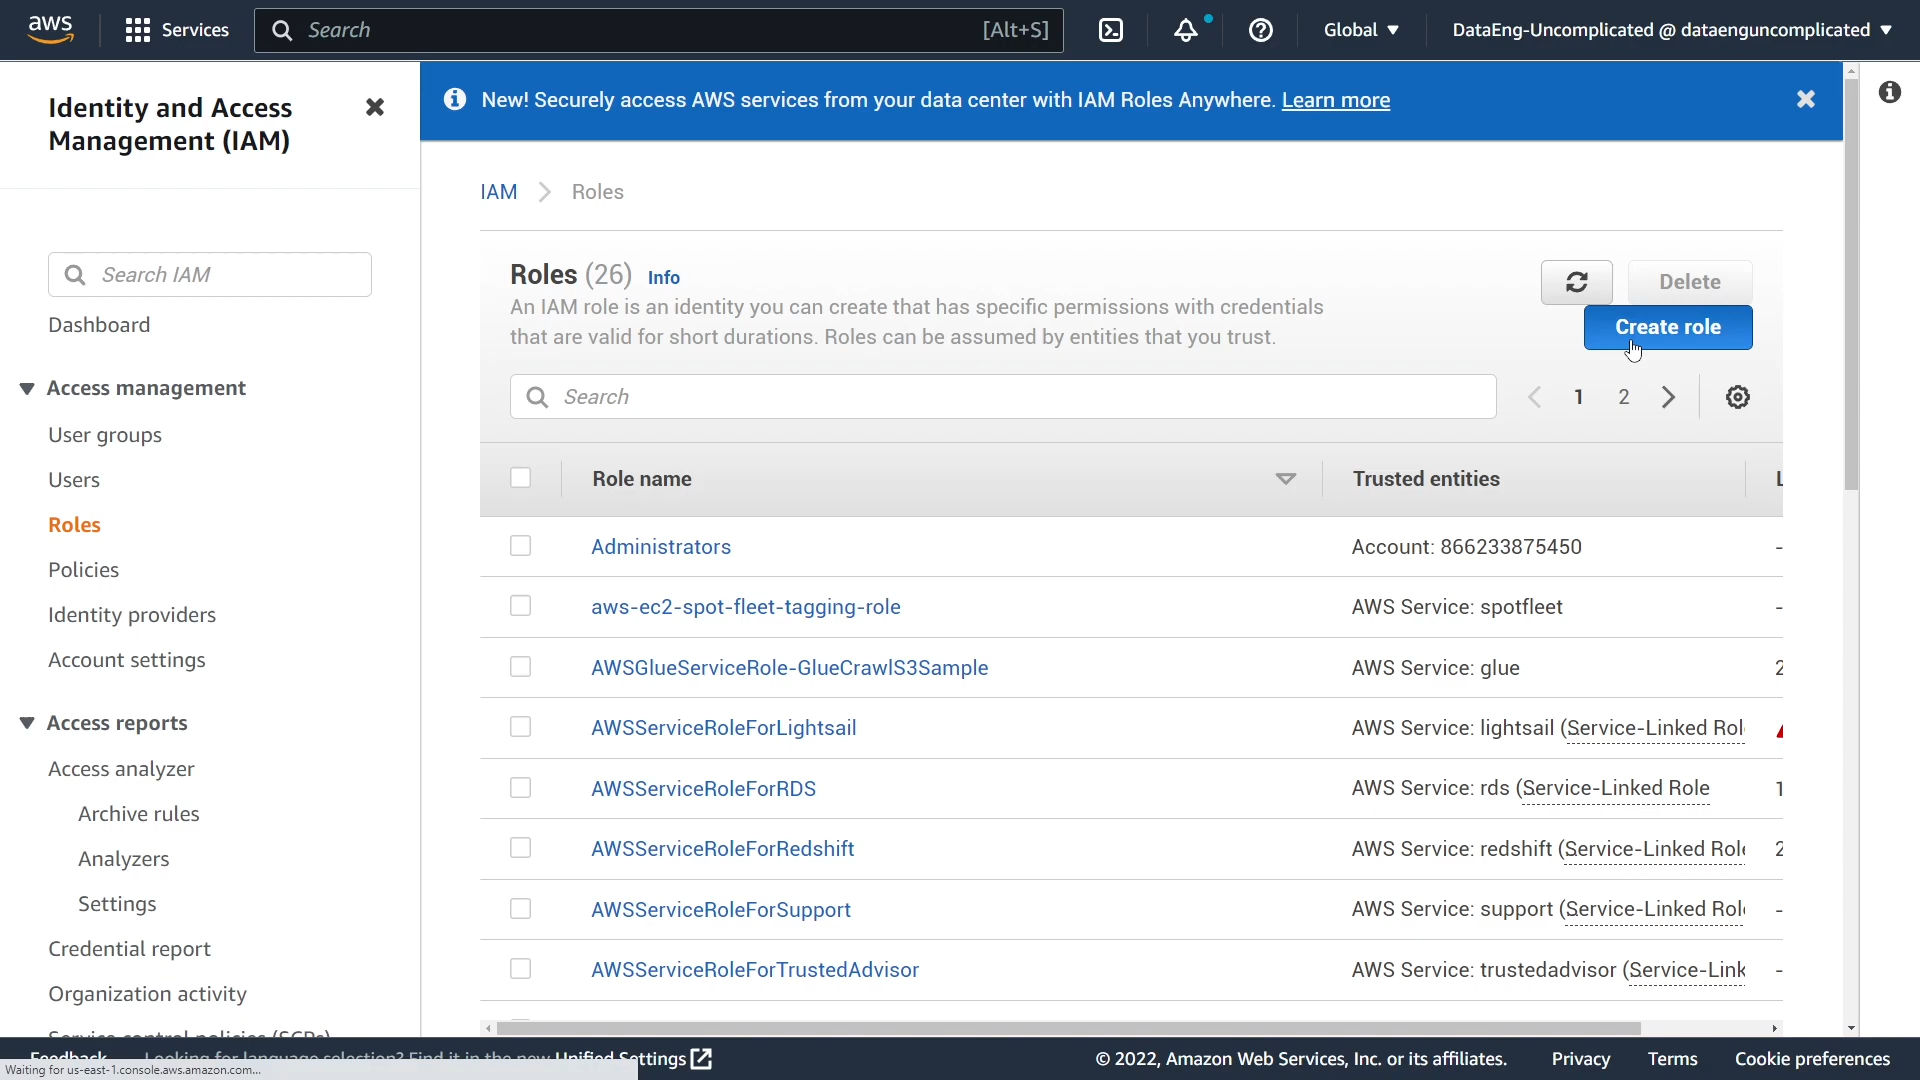 aws
Services
Search
[Alt+S]
Global
DataEng-Uncomplicated @ dataenguncomplicated
Identity and Access
Management (IAM)
Search IAM
Dashboard
Access management
User groups
Users
Roles
Policies
Identity providers
Account settings
Access reports
Access analyzer
Archive rules
Analyzers
Settings
Credential report
Organization activity
Service control policies (SCPs)
New! Securely access AWS services from your data center with IAM Roles Anywhere. Learn more
IAM
Roles
Roles (26) Info
An IAM role is an identity you can create that has specific permissions with credentials
that are valid for short durations. Roles can be assumed by entities that you trust.
Delete
Create role
Search
1 2
Role name Trusted entities L
Administrators Account: 866233875450 -
aws-ec2-spot-fleet-tagging-role AWS Service: spotfleet -
AWSGlueServiceRole-GlueCrawlS3Sample AWS Service: glue 2
AWSServiceRoleForLightsail AWS Service: lightsail (Service-Linked Rol
AWSServiceRoleForRDS AWS Service: rds (Service-Linked Role 1
AWSServiceRoleForRedshift AWS Service: redshift (Service-Linked Role 2
AWSServiceRoleForSupport AWS Service: support (Service-Linked Rol -
AWSServiceRoleForTrustedAdvisor AWS Service: trustedadvisor (Service-Link -
Feedback Looking for language selection? Find it in the new Unified Settings
© 2022, Amazon Web Services, Inc. or its affiliates. Privacy Terms Cookie preferences
Waiting for us-east-1.console.aws.amazon.com...